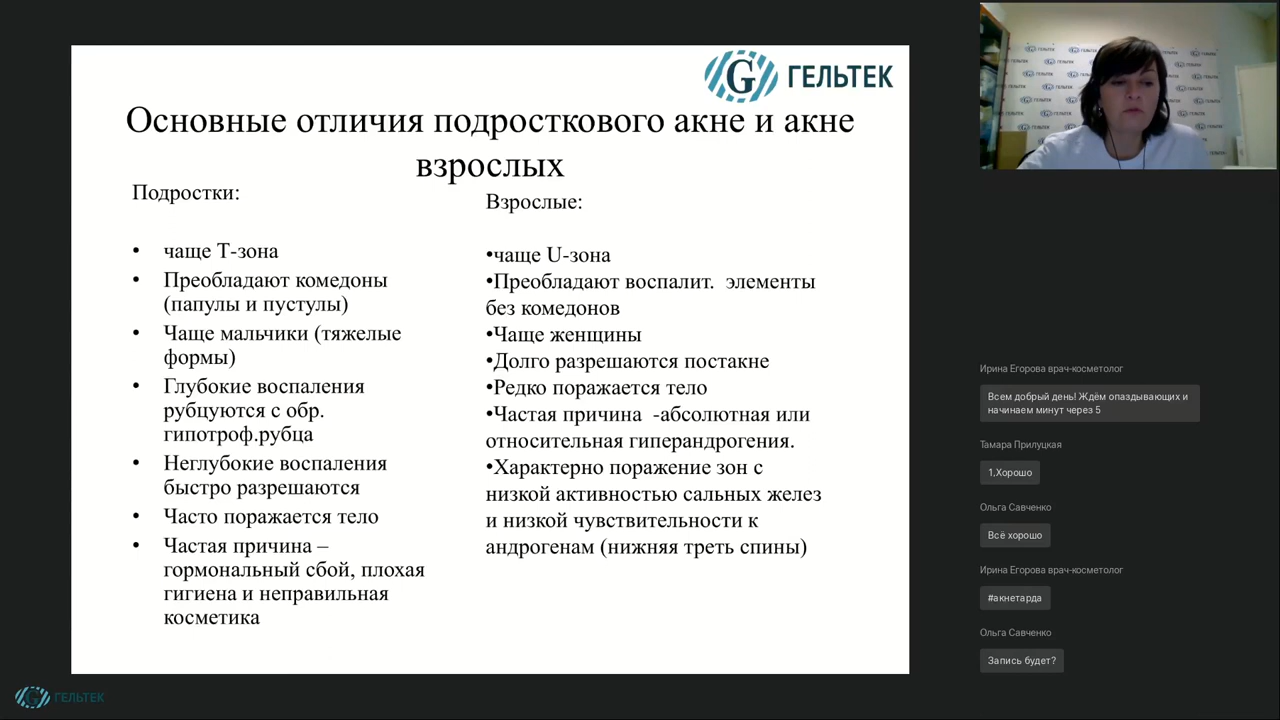 G ГЕЛЬТЕК
Основные отличия подросткового акне и акне
взрослых
Подростки:
• чаще Т-зона
• Преобладают комедоны
(папулы и пустулы)
• Чаще мальчики (тяжелые
формы)
• Глубокие воспаления
рубцуются с обр.
гипотроф.рубца
• Неглубокие воспаления
быстро разрешаются
• Часто поражается тело
• Частая причина –
гормональный сбой, плохая
гигиена и неправильная
косметика
Взрослые:
•чаще U-зона
•Преобладают воспалит.  элементы
без комедонов
•Чаще женщины
•Долго разрешаются постакне
•Редко поражается тело
•Частая причина  -абсолютная или
относительная гиперандрогения.
•Характерно поражение зон с
низкой активностью сальных желез
и низкой чувствительности к
андрогенам (нижняя треть спины)
Ирина Егорова врач-косметолог
Всем добрый день! Ждём опаздывающих и
начинаем минут через 5
Тамара Прилуцкая
1,Хорошо
Ольга Савченко
Всё хорошо
Ирина Егорова врач-косметолог
#акнетарда
Ольга Савченко
Запись будет?
G ГЕЛЬТЕК